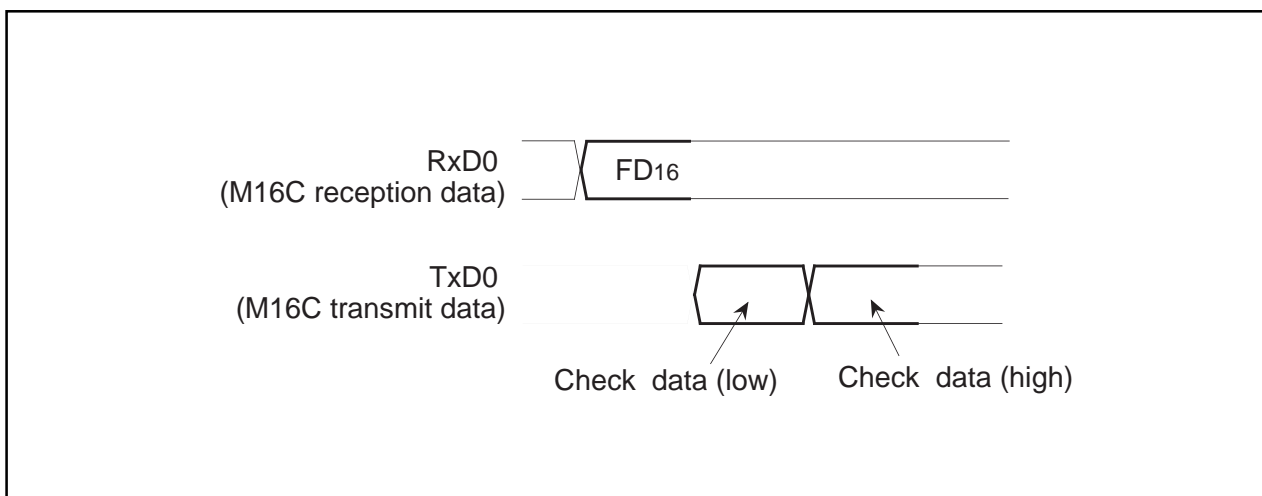 RxD0
(M16C reception data)
FD16
TxD0
(M16C transmit data)
Check data (low)
Check data (high)